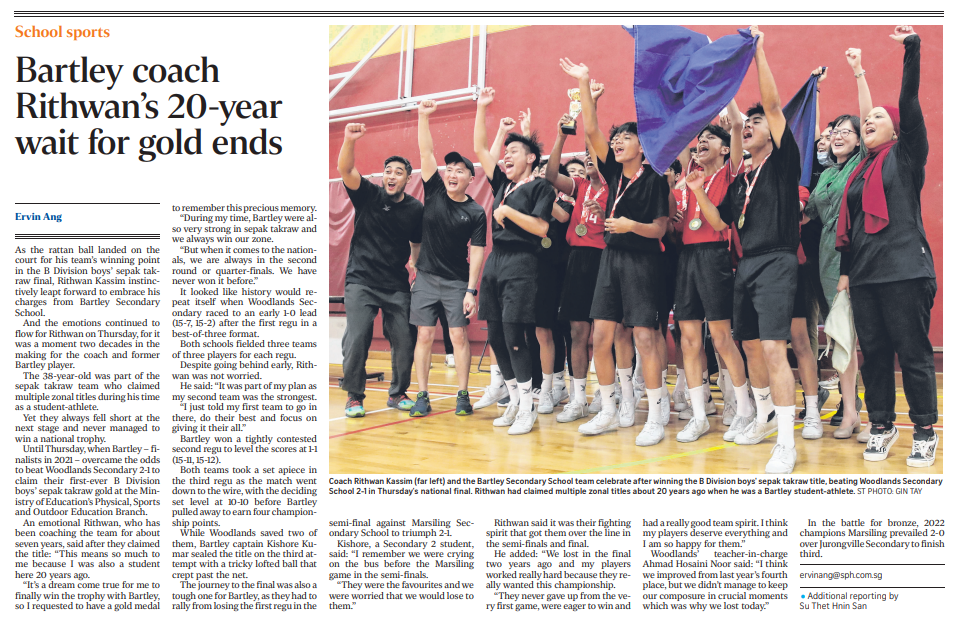 School sports
Bartley coach
Rithwan’s 20-year
wait for gold ends
Ervin Ang
As the rattan ball landed on the
court for his team’s winning point
in the B Division boys’ sepak tak-
raw final, Rithwan Kassim instinc-
tively leapt forward to embrace his
charges from Bartley Secondary
School.
And the emotions continued to
flow for Rithwan on Thursday, for it
was a moment two decades in the
making for the coach and former
Bartley player.
The 38-year-old was part of the
sepak takraw team who claimed
multiple zonal titles during his time
as a student-athlete.
Yet they always fell short at the
next stage and never managed to
win a national trophy.
Until Thursday, when Bartley – fi-
nalists in 2021 – overcame the odds
to beat Woodlands Secondary 2-1 to
claim their first-ever B Division
boys’ sepak takraw gold at the Min-
istry of Education’s Physical, Sports
and Outdoor Education Branch.
An emotional Rithwan, who has
been coaching the team for about
seven years, said after they claimed
the title: “This means so much to
me because I was also a student
here 20 years ago.
“It’s a dream come true for me to
finally win the trophy with Bartley,
so I requested to have a gold medal
to remember this precious memory.
“During my time, Bartley were al-
so very strong in sepak takraw and
we always win our zone.
“But when it comes to the nation-
als, we are always in the second
round or quarter-finals. We have
never won it before.”
It looked like history would re-
peat itself when Woodlands Sec-
ondary raced to an early 1-0 lead
(15-7, 15-2) after the first regu in a
best-of-three format.
Both schools fielded three teams
of three players for each regu.
Despite going behind early, Rith-
wan was not worried.
He said: “It was part of my plan as
my second team was the strongest.
“I just told my first team to go in
there, do their best and focus on
giving it their all.”
Bartley won a tightly contested
second regu to level the scores at 1-1
(15-11, 15-12).
Both teams took a set apiece in
the third regu as the match went
down to the wire, with the deciding
set level at 10-10 before Bartley
pulled away to earn four champion-
ship points.
While Woodlands saved two of
them, Bartley captain Kishore Ku-
mar sealed the title on the third at-
tempt with a tricky lofted ball that
crept past the net.
The journey to the final was also a
tough one for Bartley, as they had to
rally from losing the first regu in the
Coach Rithwan Kassim (far left) and the Bartley Secondary School team celebrate after winning the B Division boys’ sepak takraw title, beating Woodlands Secondary
School 2-1 in Thursday’s national final. Rithwan had claimed multiple zonal titles about 20 years ago when he was a Bartley student-athlete. ST PHOTO: GIN TAY
semi-final against Marsiling Sec-
ondary School to triumph 2-1.
Kishore, a Secondary 2 student,
said: “I remember we were crying
on the bus before the Marsiling
game in the semi-finals.
“They were the favourites and we
were worried that we would lose to
them.”
Rithwan said it was their fighting
spirit that got them over the line in
the semi-finals and final.
He added: “We lost in the final
two years ago and my players
worked really hard because they re-
ally wanted this championship.
“They never gave up from the ve-
ry first game, were eager to win and
had a really good team spirit. I think
my players deserve everything and
I am so happy for them.”
Woodlands’ teacher-in-charge
Ahmad Hosaini Noor said: “I think
we improved from last year’s fourth
place, but we didn’t manage to keep
our composure in crucial moments
which was why we lost today.”
In the battle for bronze, 2022
champions Marsiling prevailed 2-0
over Jurongville Secondary to finish
third.
ervinang@sph.com.sg
• Additional reporting by
Su Thet Hnin San